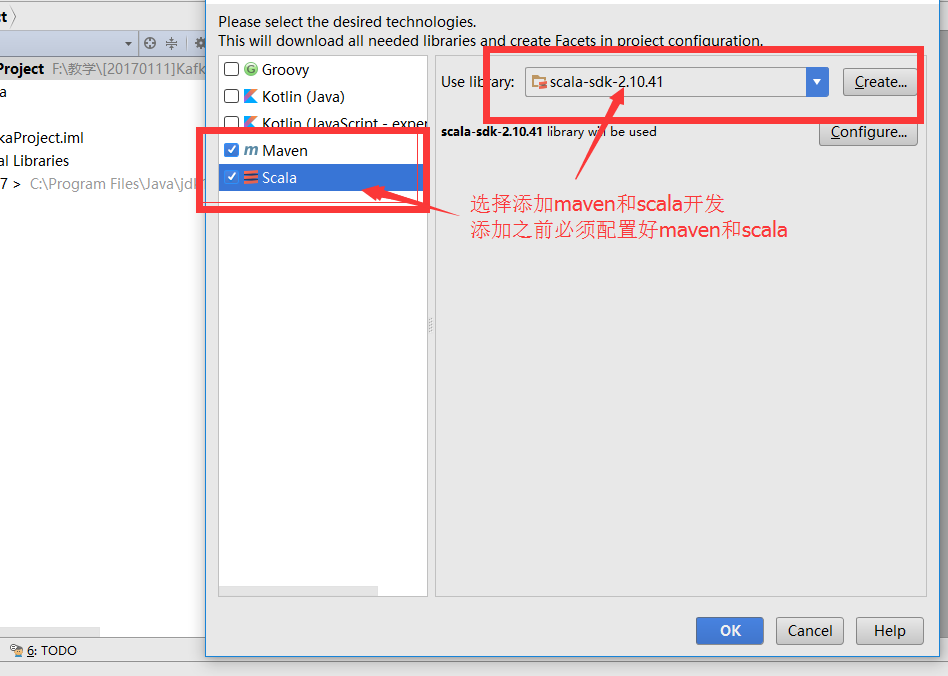 Please select the desired technologies.
This will download all needed libraries and create Facets in project configuration.
Project F:\教学\[20170111]Kafk
kaProject.iml
al Libraries
7 > C:\Program Files\Java\jd
Groovy
Kotlin (Java)
Kotlin (JavaScript - exper
Maven
Scala
Use library:
scala-sdk-2.10.41
Create...
scala-sdk-2.10.41 library will be used
Configure...
选择添加maven和scala开发
添加之前必须配置好maven和scala
OK
Cancel
Help
6: TODO